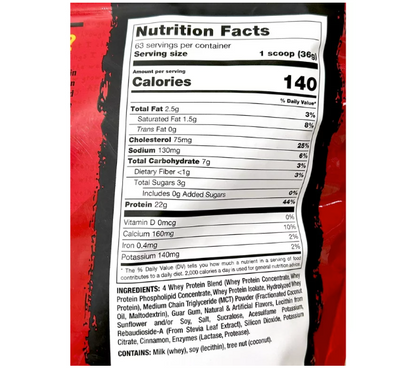 Nutrition Facts
63 servings per container
Serving size 1 scoop (36g)
Amount per serving
Calories 140
% Daily Value*
Total Fat 2.5g 3%
Saturated Fat 1.5g 8%
Trans Fat 0g
Cholesterol 75mg 25%
Sodium 130mg 6%
Total Carbohydrate 7g 3%
Dietary Fiber <1g 3%
Total Sugars 3g
Includes 0g Added Sugars 0%
Protein 22g 44%
Vitamin D 0mcg 0%
Calcium 160mg 10%
Iron 0.4mg 2%
Potassium 140mg 2%
* The % Daily Value (DV) tells you how much a nutrient in a serving of food
contributes to a daily diet. 2,000 calories a day is used for general nutrition advice.
INGREDIENTS: 4 Whey Protein Blend (Whey Protein Concentrate, Whey
Protein Phospholipid Concentrate, Whey Protein Isolate, Hydrolyzed Whey
Protein), Medium Chain Triglyceride (MCT) Powder (Fractionated Coconut
Oil, Maltodextrin), Guar Gum, Natural & Artificial Flavors, Lecithin from
Sunflower and/or Soy, Salt, Sucralose, Acesulfame Potassium,
Rebaudioside-A (From Stevia Leaf Extract), Silicon Dioxide, Potassium
Citrate, Cinnamon, Enzymes (Lactase, Protease).
CONTAINS: Milk (whey), soy (lecithin), tree nut (coconut).